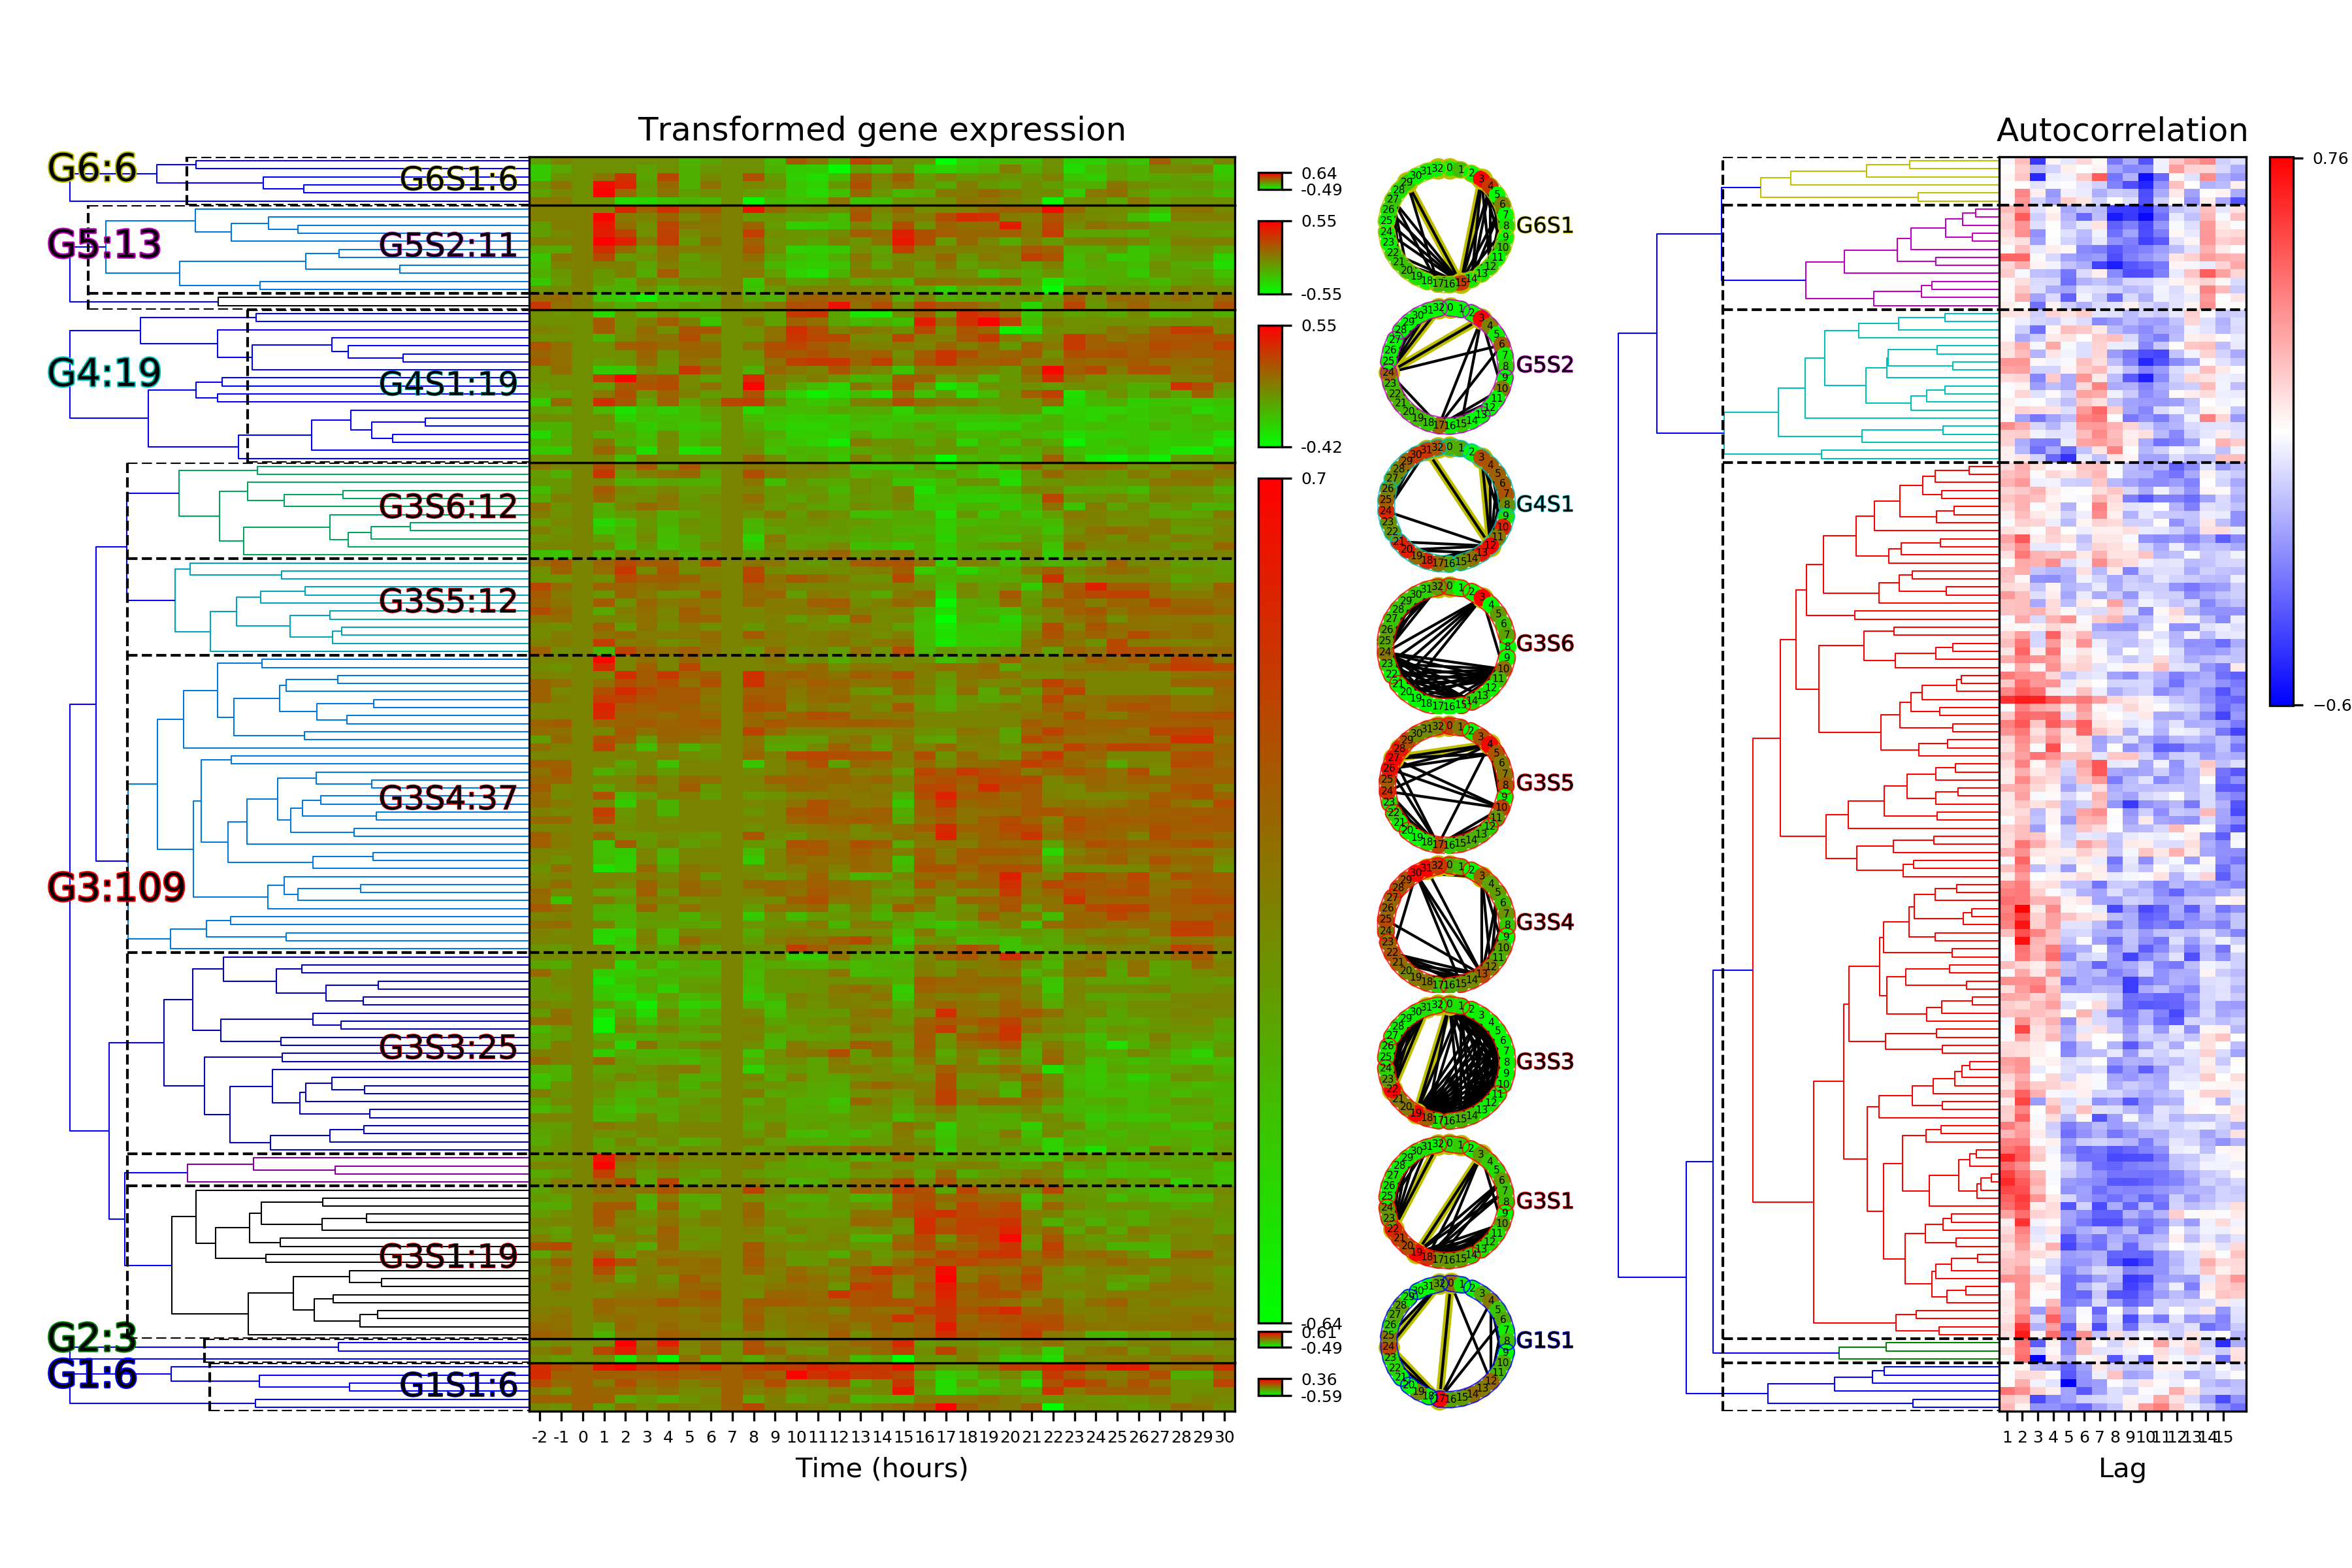 Transformed gene expression
Autocorrelation
G6:6
G6S1:6
G5:13
G5S2:11
G4:19
G4S1:19
G3S6:12
G3S5:12
G3S4:37
G3:109
G3S3:25
G3S1:19
G2:3
G1:6
G1S1:6
0.64
-0.49
0.55
-0.55
0.55
-0.42
0.7
-0.64
0.61
-0.49
0.36
-0.59
G6S1
G5S2
G4S1
G3S6
G3S5
G3S4
G3S3
G3S1
G1S1
0.76
−0.6
-2 -1 0 1 2 3 4 5 6 7 8 9 10 11 12 13 14 15 16 17 18 19 20 21 22 23 24 25 26 27 28 29 30
Time (hours)
1 2 3 4 5 6 7 8 9 10 11 12 13 14 15
Lag